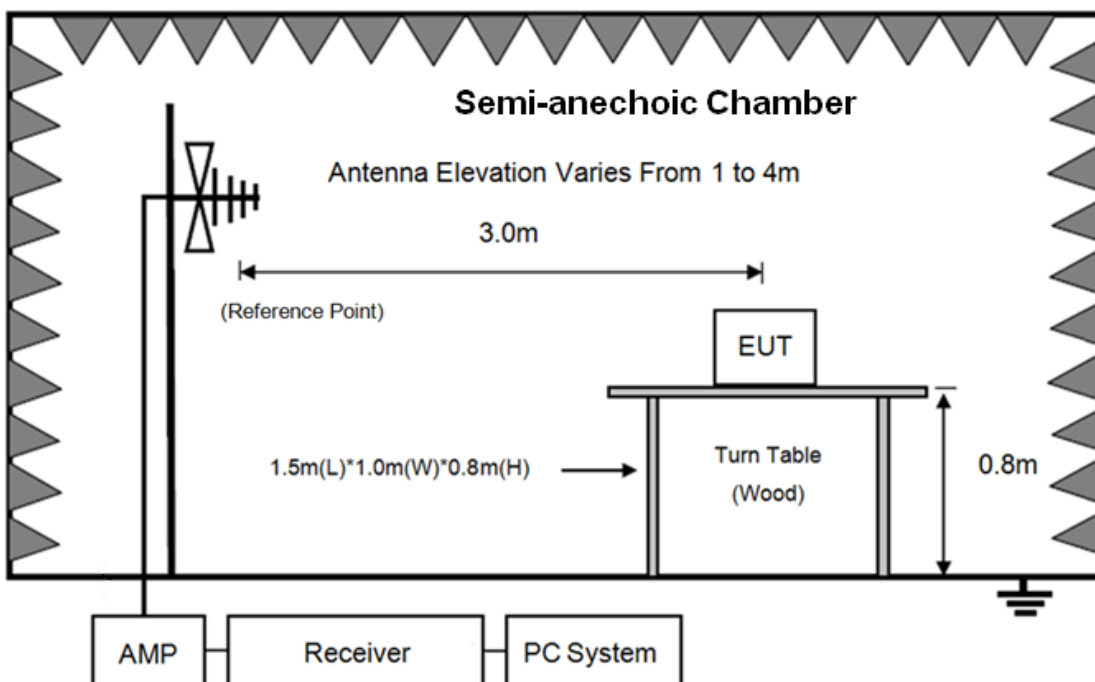 Semi-anechoic Chamber
Antenna Elevation Varies From 1 to 4m
3.0m
(Reference Point)
EUT
1.5m(L)*1.0m(W)*0.8m(H)
Turn Table
(Wood)
0.8m
AMP
Receiver
PC System